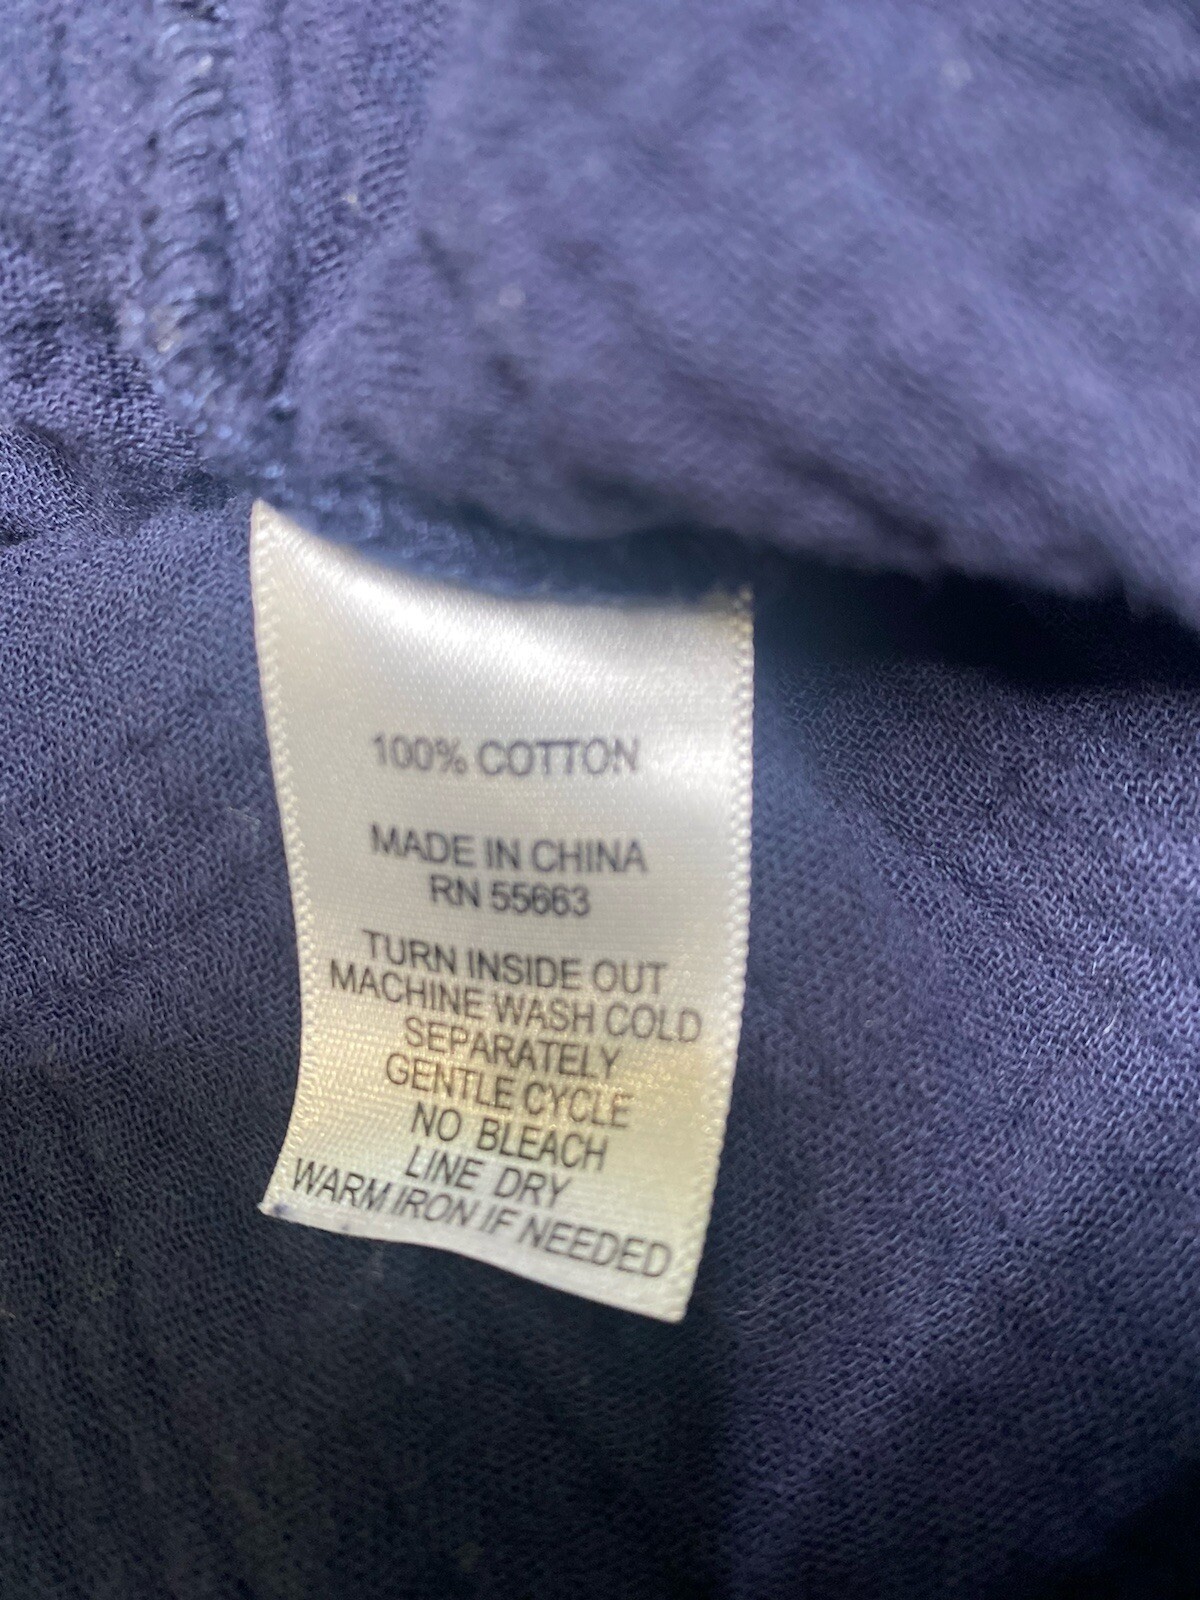 100% COTTON
MADE IN CHINA
RN 55663
TURN INSIDE OUT
MACHINE WASH COLD
SEPARATELY
GENTLE CYCLE
NO BLEACH
LINE DRY
WARM IRON IF NEEDED